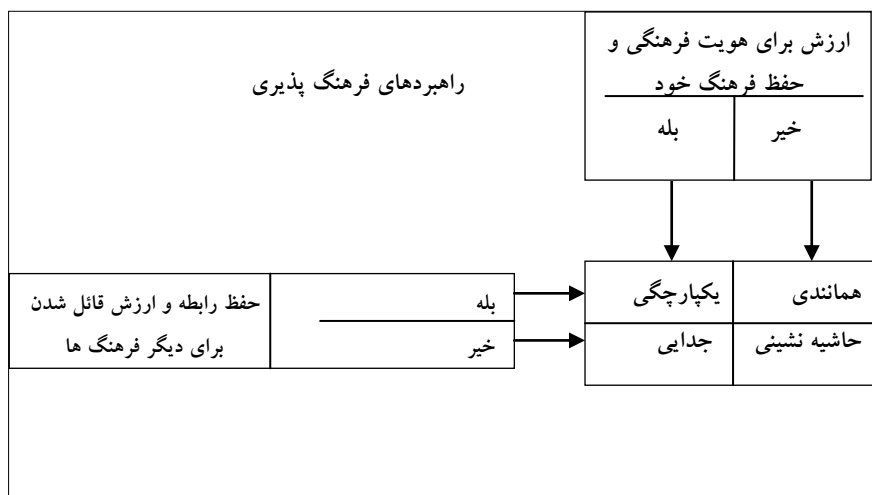 ارزش برای هویت فرهنگی و
حفظ فرهنگ خود
خیر
بله
راهبردهای فرهنگ پذیری
همانندی
یکپارچگی
حاشیه نشینی
جدایی
بله
خیر
حفظ رابطه و ارزش قائل شدن
برای دیگر فرهنگ ها